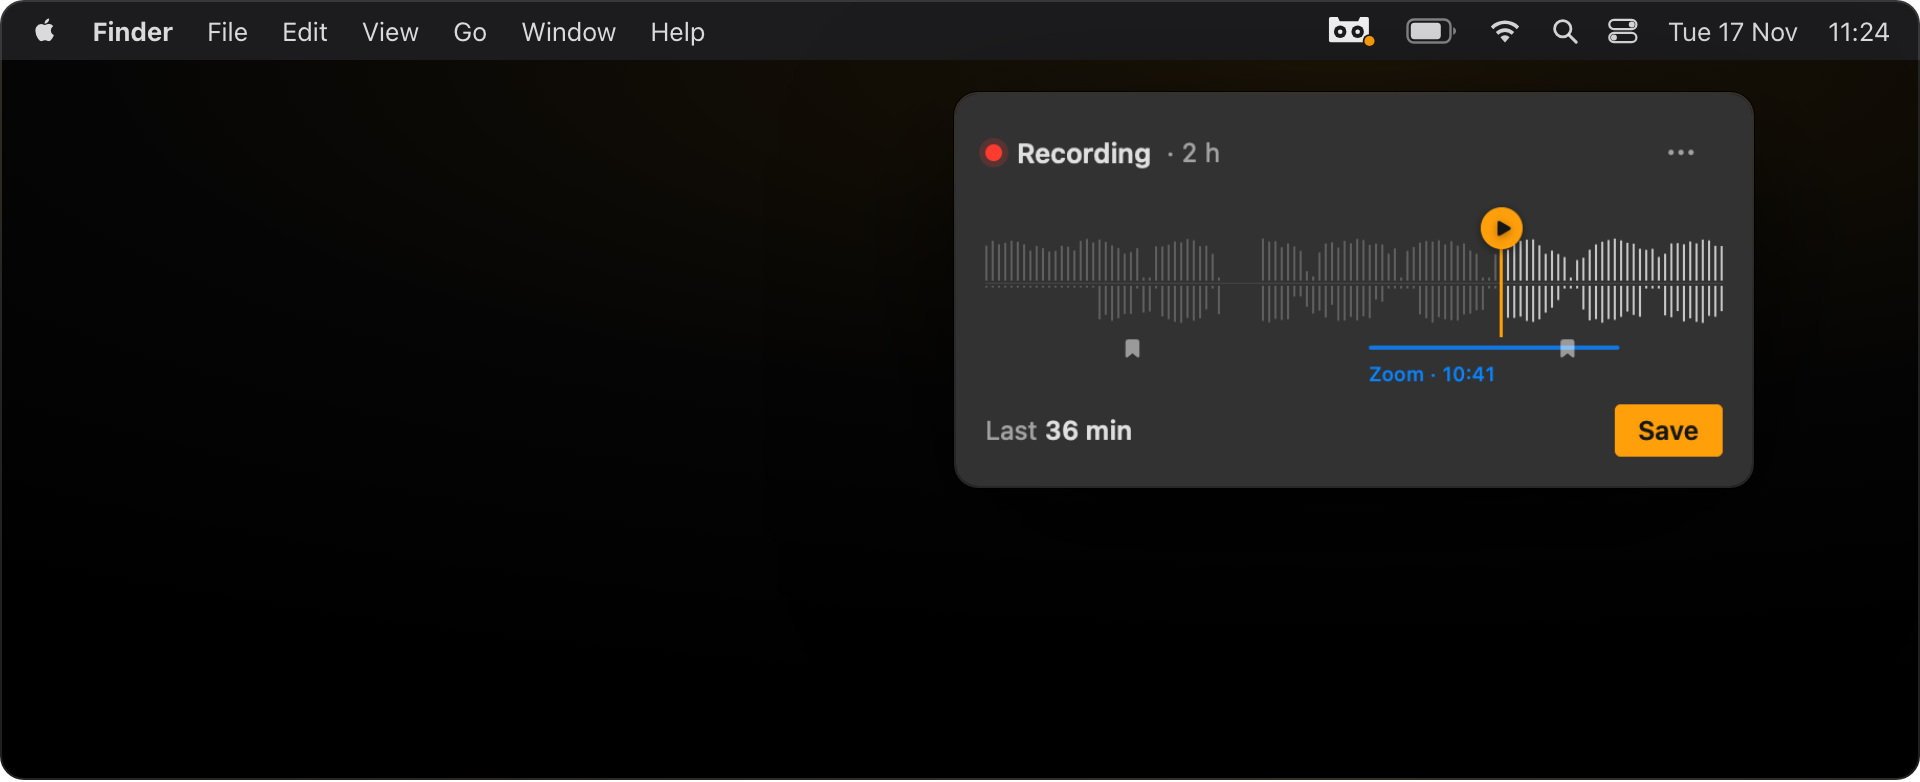 Finder File Edit View Go Window Help Tue 17 Nov 11:24
Recording · 2 h
Zoom · 10:41
Last 36 min
Save